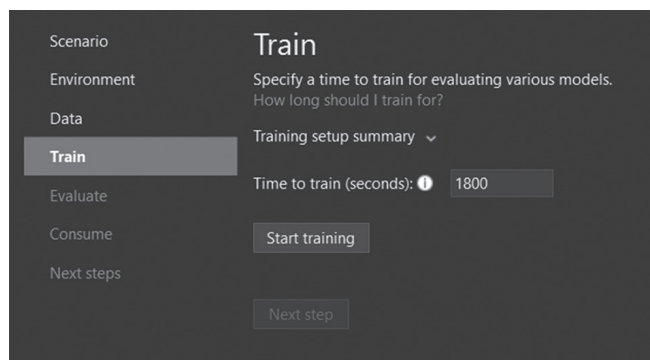 Scenario
Environment
Data
Train
Evaluate
Consume
Next steps
Train
Specify a time to train for evaluating various models.
How long should I train for?
Training setup summary
Time to train (seconds): i 1800
Start training
Next step